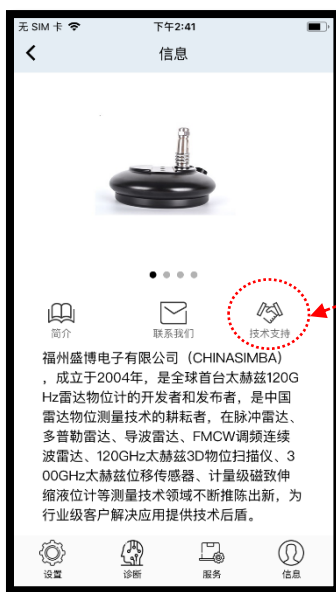 无 SIM 卡 下午2:41
信息
简介 联系我们 技术支持
福州盛博电子有限公司（CHINASIMBA）
，成立于2004年，是全球首台太赫兹120G
Hz雷达物位计的开发者和发布者，是中国
雷达物位测量技术的耕耘者，在脉冲雷达、
多普勒雷达、导波雷达、FMCW调频连续
波雷达、120GHz太赫兹3D物位扫描仪、3
00GHz太赫兹位移传感器、计量级磁致伸
缩液位计等测量技术领域不断推陈出新，为
行业级客户解决应用提供技术后盾。
设置 诊断 服务 信息